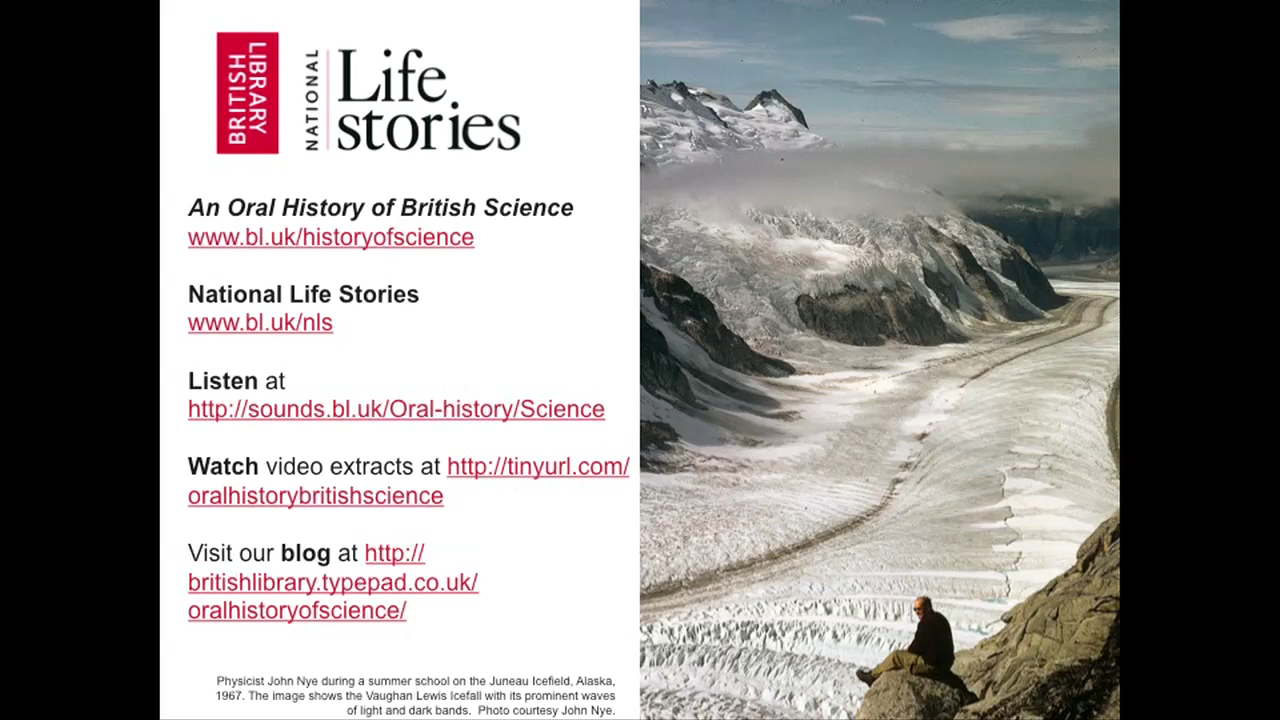 BRITISH
LIBRARY
NATIONAL
Life
stories
An Oral History of British Science
www.bl.uk/historyofscience
National Life Stories
www.bl.uk/nls
Listen at
http://sounds.bl.uk/Oral-history/Science
Watch video extracts at http://tinyurl.com/
oralhistorybritishscience
Visit our blog at http://
britishlibrary.typepad.co.uk/
oralhistoryofscience/
Physicist John Nye during a summer school on the Juneau Icefield, Alaska,
1967. The image shows the Vaughan Lewis Icefall with its prominent waves
of light and dark bands. Photo courtesy John Nye.